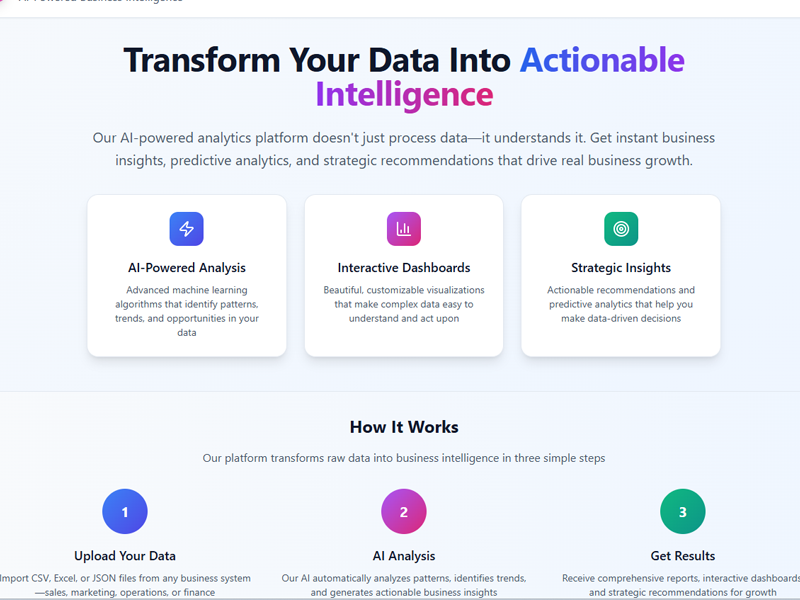 Transform Your Data Into Actionable
Intelligence
Our AI-powered analytics platform doesn't just process data—it understands it. Get instant business
insights, predictive analytics, and strategic recommendations that drive real business growth.
AI-Powered Analysis
Advanced machine learning
algorithms that identify patterns,
trends, and opportunities in your
data
Interactive Dashboards
Beautiful, customizable visualizations
that make complex data easy to
understand and act upon
Strategic Insights
Actionable recommendations and
predictive analytics that help you
make data-driven decisions
How It Works
Our platform transforms raw data into business intelligence in three simple steps
1
Upload Your Data
Import CSV, Excel, or JSON files from any business system
—sales, marketing, operations, or finance
2
AI Analysis
Our AI automatically analyzes patterns, identifies trends,
and generates actionable business insights
3
Get Results
Receive comprehensive reports, interactive dashboards
and strategic recommendations for growth